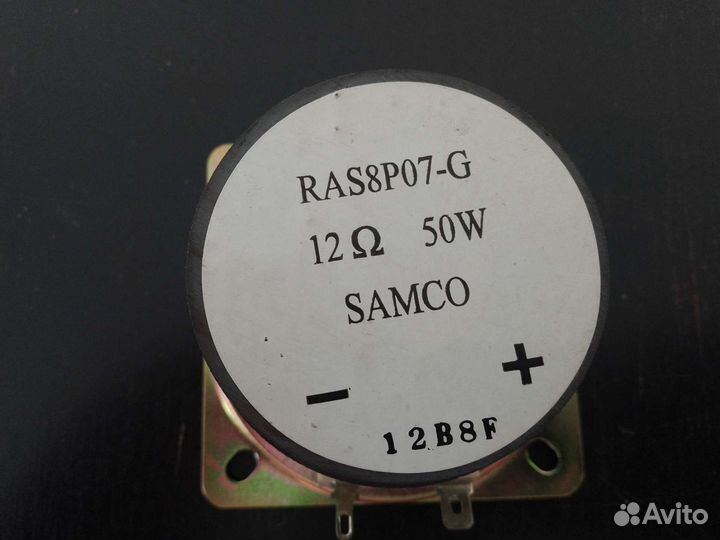 RAS8P07-G
12Ω 50W
SAMCO
− +
12B8F
Avito